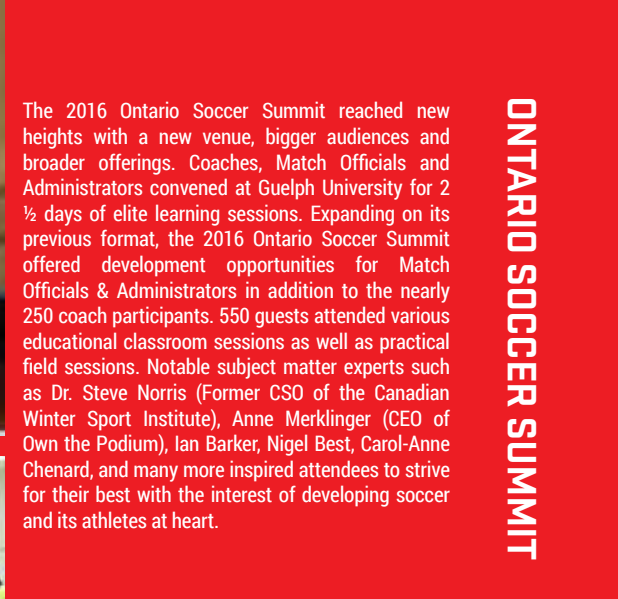 The 2016 Ontario Soccer Summit reached new
heights with a new venue, bigger audiences and
broader offerings. Coaches, Match Officials and
Administrators convened at Guelph University for 2
½ days of elite learning sessions. Expanding on its
previous format, the 2016 Ontario Soccer Summit
offered development opportunities for Match
Officials & Administrators in addition to the nearly
250 coach participants. 550 guests attended various
educational classroom sessions as well as practical
field sessions. Notable subject matter experts such
as Dr. Steve Norris (Former CSO of the Canadian
Winter Sport Institute), Anne Merklinger (CEO of
Own the Podium), Ian Barker, Nigel Best, Carol-Anne
Chenard, and many more inspired attendees to strive
for their best with the interest of developing soccer
and its athletes at heart.
ONTARIO SOCCER SUMMIT